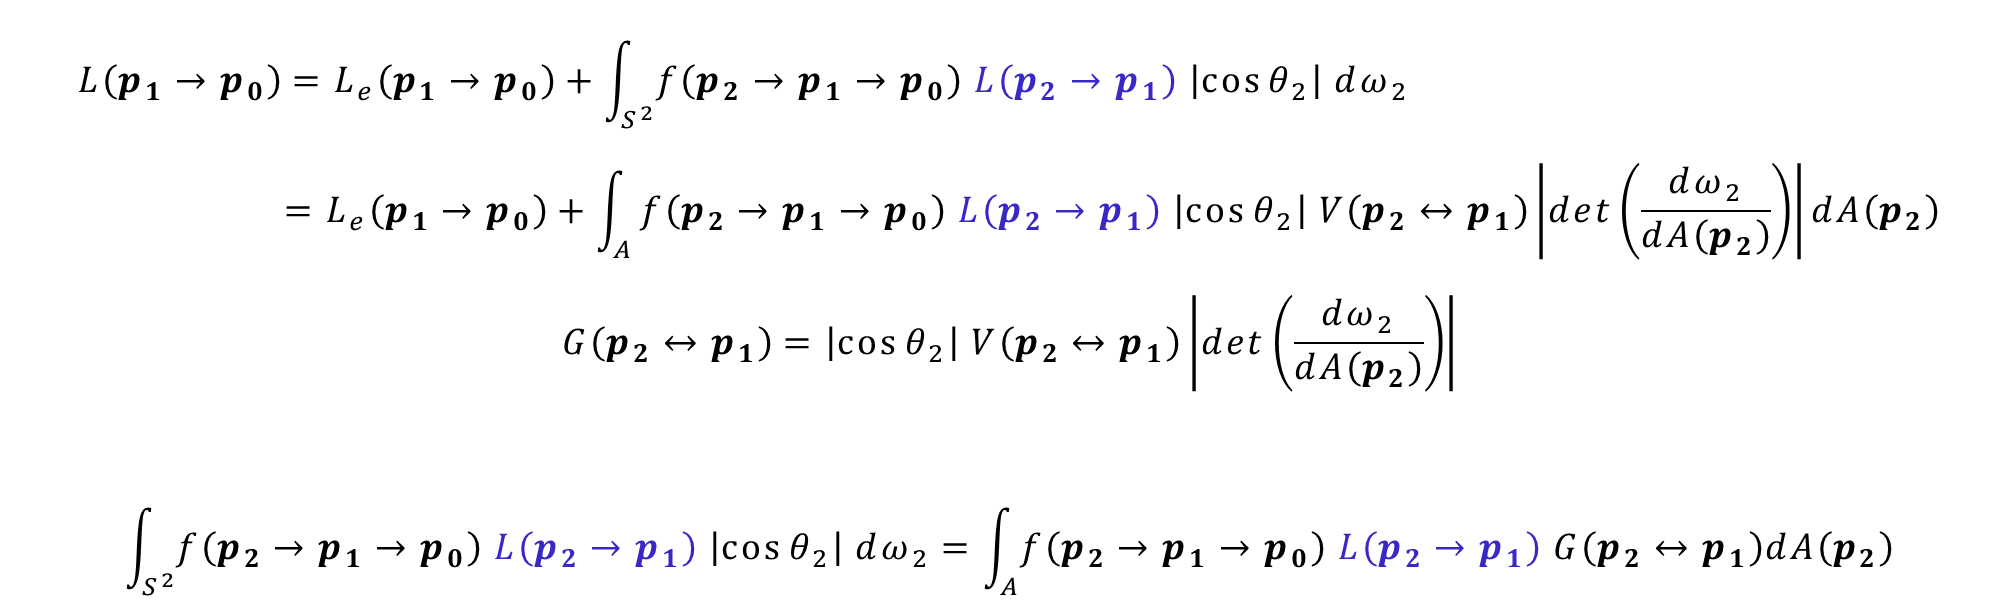 L(p₁ → p₀) = Lₑ(p₁ → p₀) + ∫_{S²} f(p₂ → p₁ → p₀) L(p₂ → p₁) |cos θ₂| dω₂
= Lₑ(p₁ → p₀) + ∫_A f(p₂ → p₁ → p₀) L(p₂ → p₁) |cos θ₂| V(p₂ ↔ p₁) |det(dω₂ / dA(p₂))| dA(p₂)
G(p₂ ↔ p₁) = |cos θ₂| V(p₂ ↔ p₁) |det(dω₂ / dA(p₂))|
∫_{S²} f(p₂ → p₁ → p₀) L(p₂ → p₁) |cos θ₂| dω₂ = ∫_A f(p₂ → p₁ → p₀) L(p₂ → p₁) G(p₂ ↔ p₁)dA(p₂)